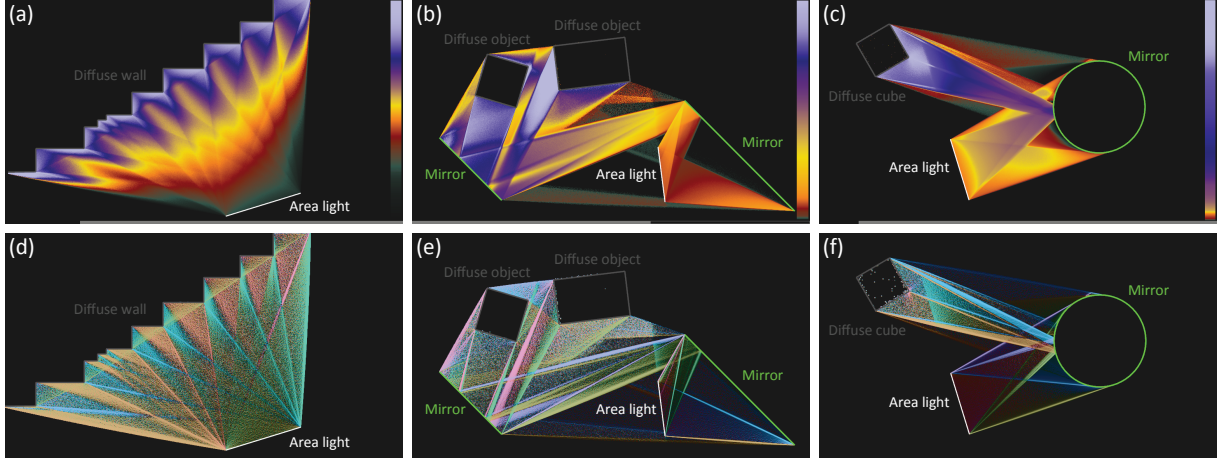 (a)
Diffuse wall
Area light
(b)
Diffuse object
Diffuse object
Mirror
Mirror
Area light
(c)
Mirror
Diffuse cube
Area light
(d)
Diffuse wall
Area light
(e)
Diffuse object
Diffuse object
Mirror
Mirror
Area light
(f)
Mirror
Diffuse cube
Area light